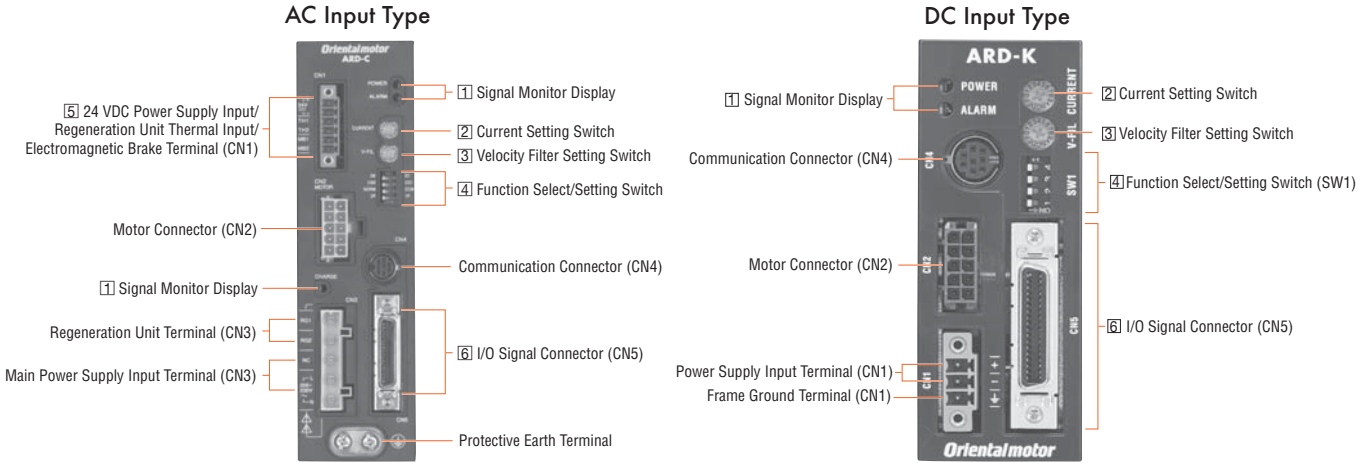 AC Input Type
Orientalmotor
ARD-C
CN1
POWER
ALARM
1 Signal Monitor Display
5 24 VDC Power Supply Input/
Regeneration Unit Thermal Input/
Electromagnetic Brake Terminal (CN1)
CURRENT
2 Current Setting Switch
V-FIL
3 Velocity Filter Setting Switch
4 Function Select/Setting Switch
CN2
MOTOR
Motor Connector (CN2)
CN4
Communication Connector (CN4)
CHARGE
1 Signal Monitor Display
CN3
RG1
RG2
NC
Regeneration Unit Terminal (CN3)
Main Power Supply Input Terminal (CN3)
L
N
6 I/O Signal Connector (CN5)
CN5
Protective Earth Terminal
DC Input Type
ARD-K
POWER
ALARM
1 Signal Monitor Display
CURRENT
2 Current Setting Switch
V-FIL
3 Velocity Filter Setting Switch
CN4
Communication Connector (CN4)
SW1
4 Function Select/Setting Switch (SW1)
CN2
Motor Connector (CN2)
CN5
6 I/O Signal Connector (CN5)
CN1
+
-
Power Supply Input Terminal (CN1)
Frame Ground Terminal (CN1)
Orientalmotor